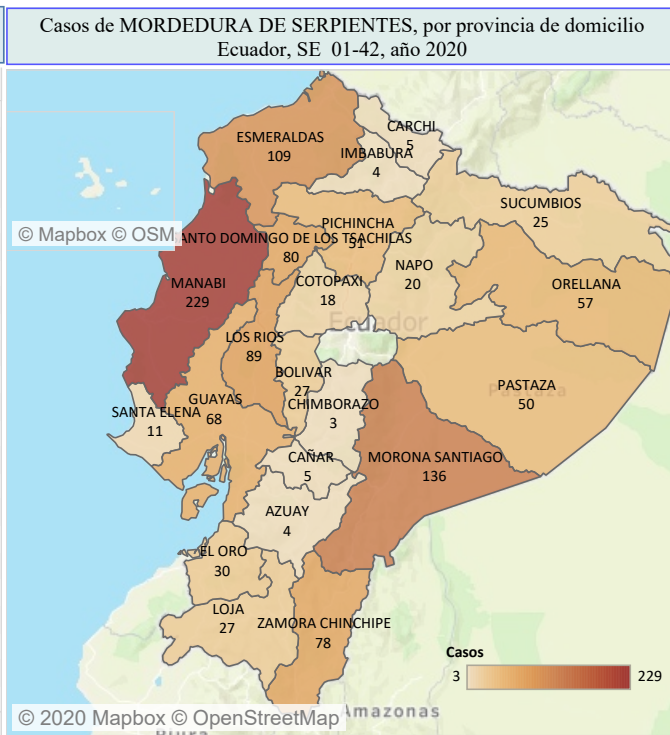 Casos de MORDEDURA DE SERPIENTES, por provincia de domicilio
Ecuador, SE 01-42, año 2020
CARCHI
5
ESMERALDAS
109
IMBABURA
4
SUCUMBIOS
25
© Mapbox © OSM
PICHINCHA
51
ANTO DOMINGO DE LOS TSACHILAS
80
NAPO
20
COTOPAXI
18
MANABI
229
ORELLANA
57
Ecuador
LOS RIOS
89
BOLIVAR
27
PASTAZA
50
Pastaza
GUAYAS
68
CHIMBORAZO
3
SANTA ELENA
11
CAÑAR
5
MORONA SANTIAGO
136
AZUAY
4
EL ORO
30
LOJA
27
ZAMORA CHINCHIPE
78
Casos
3
229
© 2020 Mapbox © OpenStreetMap
Amazonas